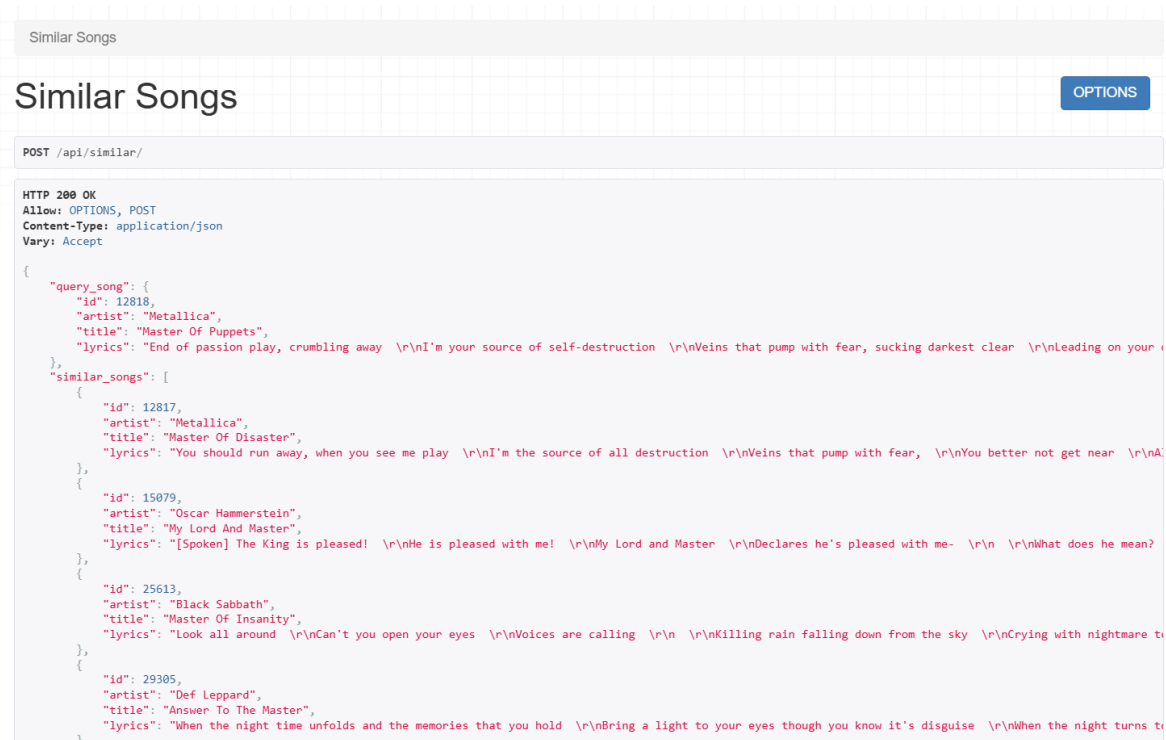 Similar Songs
Similar Songs
OPTIONS
POST /api/similar/
HTTP 200 OK
Allow: OPTIONS, POST
Content-Type: application/json
Vary: Accept
{
    "query_song": {
        "id": 12818,
        "artist": "Metallica",
        "title": "Master Of Puppets",
        "lyrics": "End of passion play, crumbling away  \r\nI'm your source of self-destruction  \r\nVeins that pump with fear, sucking darkest clear  \r\nLeading on your
    },
    "similar_songs": [
        {
            "id": 12817,
            "artist": "Metallica",
            "title": "Master Of Disaster",
            "lyrics": "You should run away, when you see me play  \r\nI'm the source of all destruction  \r\nVeins that pump with fear,  \r\nYou better not get near  \r\nA
        },
        {
            "id": 15079,
            "artist": "Oscar Hammerstein",
            "title": "My Lord And Master",
            "lyrics": "[Spoken] The King is pleased!  \r\nHe is pleased with me!  \r\nMy Lord and Master  \r\nDeclares he's pleased with me-  \r\n  \r\nWhat does he mean?
        },
        {
            "id": 25613,
            "artist": "Black Sabbath",
            "title": "Master Of Insanity",
            "lyrics": "Look all around  \r\nCan't you open your eyes  \r\nVoices are calling  \r\n  \r\nKilling rain falling down from the sky  \r\nCrying with nightmare t
        },
        {
            "id": 29305,
            "artist": "Def Leppard",
            "title": "Answer To The Master",
            "lyrics": "When the night time unfolds and the memories that you hold  \r\nBring a light to your eyes though you know it's disguise  \r\nWhen the night turns t
        }